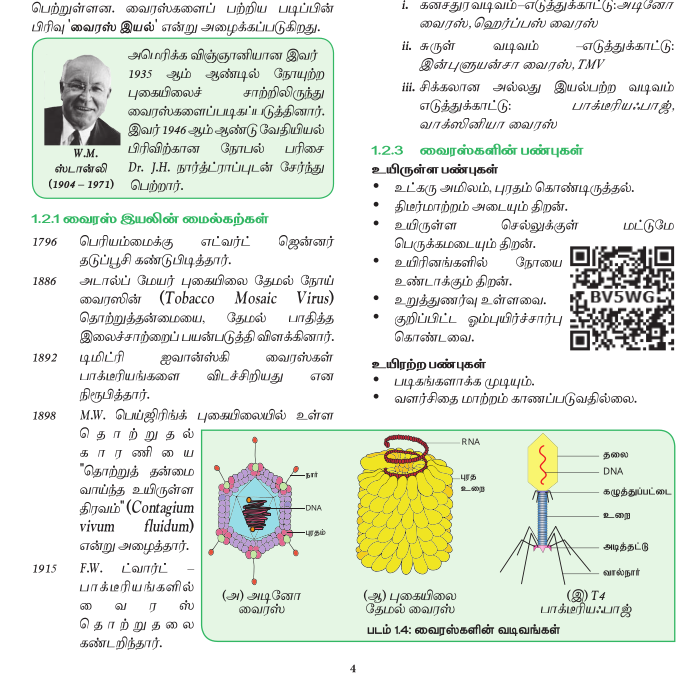 பெற்றுள்ளன. வைரஸ்களைப் பற்றிய படிப்பின்
பிரிவு 'வைரஸ் இயல்' என்று அழைக்கப்படுகிறது.
அமெரிக்க விஞ்ஞானியான இவர்
1935 ஆம் ஆண்டில் நோயுற்ற
புகையிலைச் சாற்றிலிருந்து
வைரஸ்களைப்படிகப்படுத்தினார்.
இவர் 1946 ஆம் ஆண்டு வேதியியல்
பிரிவிற்கான நோபல் பரிசை
Dr. J.H. நார்த்ட்ராப்புடன் சேர்ந்து
பெற்றார்.
W.M.
ஸ்டான்லி
(1904 – 1971)
1.2.1 வைரஸ் இயலின் மைல்கற்கள்
1796 பெரியம்மைக்கு எட்வர்ட் ஜென்னர்
தடுப்பூசி கண்டுபிடித்தார்.
1886 அடால்ப் மேயர் புகையிலை தேமல் நோய்
வைரஸின் (Tobacco Mosaic Virus)
தொற்றுத்தன்மையை, தேமல் பாதித்த
இலைச்சாற்றைப் பயன்படுத்தி விளக்கினார்.
1892 டிமிட்ரி ஐவான்ஸ்கி வைரஸ்கள்
பாக்டீரியங்களை விடச்சிறியது என
நிரூபித்தார்.
1898 M.W. பெய்ஜிரிங்க் புகையிலையில் உள்ள
தொற்றுதல்
காரணியை
"தொற்றுத் தன்மை
வாய்ந்த உயிருள்ள
திரவம்" (Contagium
vivum fluidum)
என்று அழைத்தார்.
1915 F.W. ட்வார்ட் –
பாக்டீரியங்களில்
வைரஸ்
தொற்றுதலை
கண்டறிந்தார்.
i. கனசதுரவடிவம்–எடுத்துக்காட்டு:அடினோ
வைரஸ், ஹெர்ப்பஸ் வைரஸ்
ii. சுருள் வடிவம் –எடுத்துக்காட்டு:
இன்புளுயன்சா வைரஸ், TMV
iii. சிக்கலான அல்லது இயல்பற்ற வடிவம்
எடுத்துக்காட்டு: பாக்டீரியஃபாஜ்,
வாக்ஸினியா வைரஸ்
1.2.3 வைரஸ்களின் பண்புகள்
உயிருள்ள பண்புகள்
• உட்கரு அமிலம், புரதம் கொண்டிருத்தல்.
• திடீர்மாற்றம் அடையும் திறன்.
• உயிருள்ள செல்லுக்குள் மட்டுமே
பெருக்கமடையும் திறன்.
• உயிரினங்களில் நோயை
உண்டாக்கும் திறன்.
• உறுத்துணர்வு உள்ளவை.
• குறிப்பிட்ட ஓம்புயிர்ச்சார்பு
கொண்டவை.
BV5WG
உயிரற்ற பண்புகள்
• படிகங்களாக்க முடியும்.
• வளர்சிதை மாற்றம் காணப்படுவதில்லை.
நார்
DNA
புரதம்
(அ) அடினோ
வைரஸ்
RNA
புரத
உறை
(ஆ) புகையிலை
தேமல் வைரஸ்
தலை
DNA
கழுத்துப்பட்டை
உறை
அடித்தட்டு
வால்நார்
(இ) T4
பாக்டீரியஃபாஜ்
படம் 1.4: வைரஸ்களின் வடிவங்கள்
4